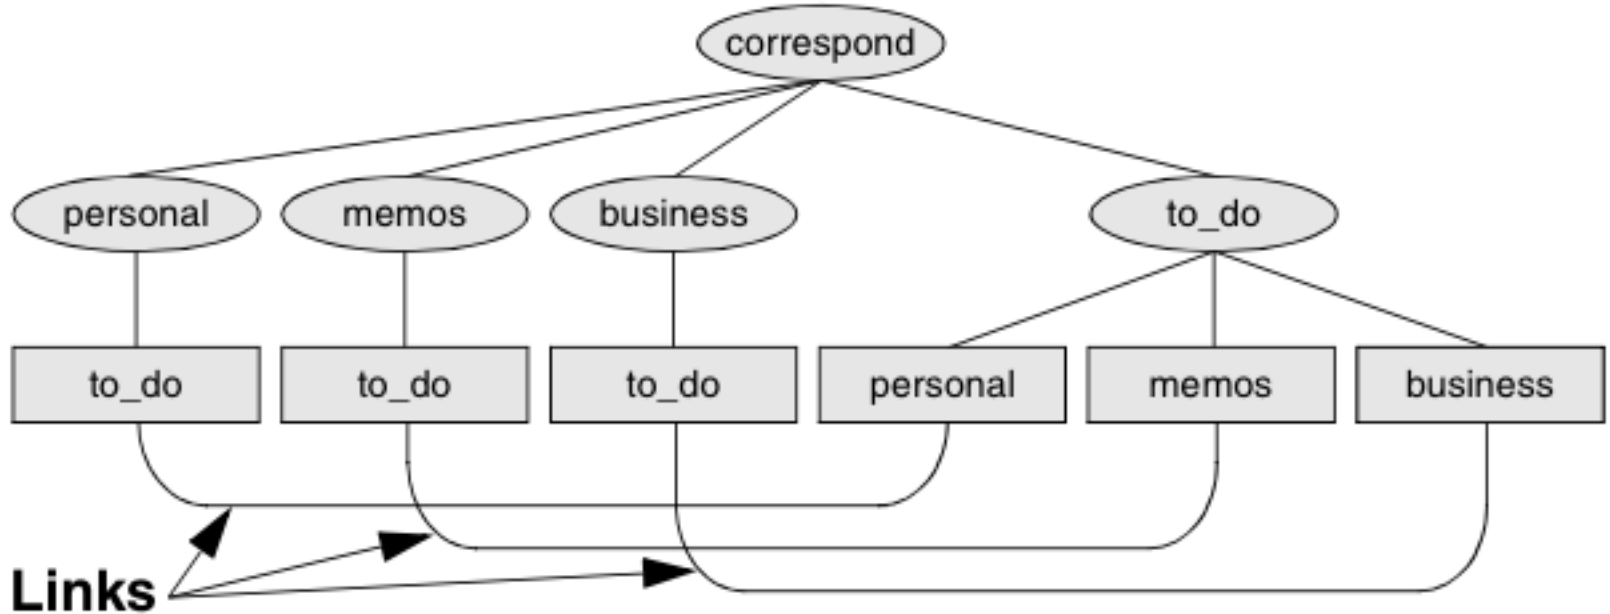 correspond
personal
memos
business
to_do
to_do
to_do
to_do
personal
memos
business
Links